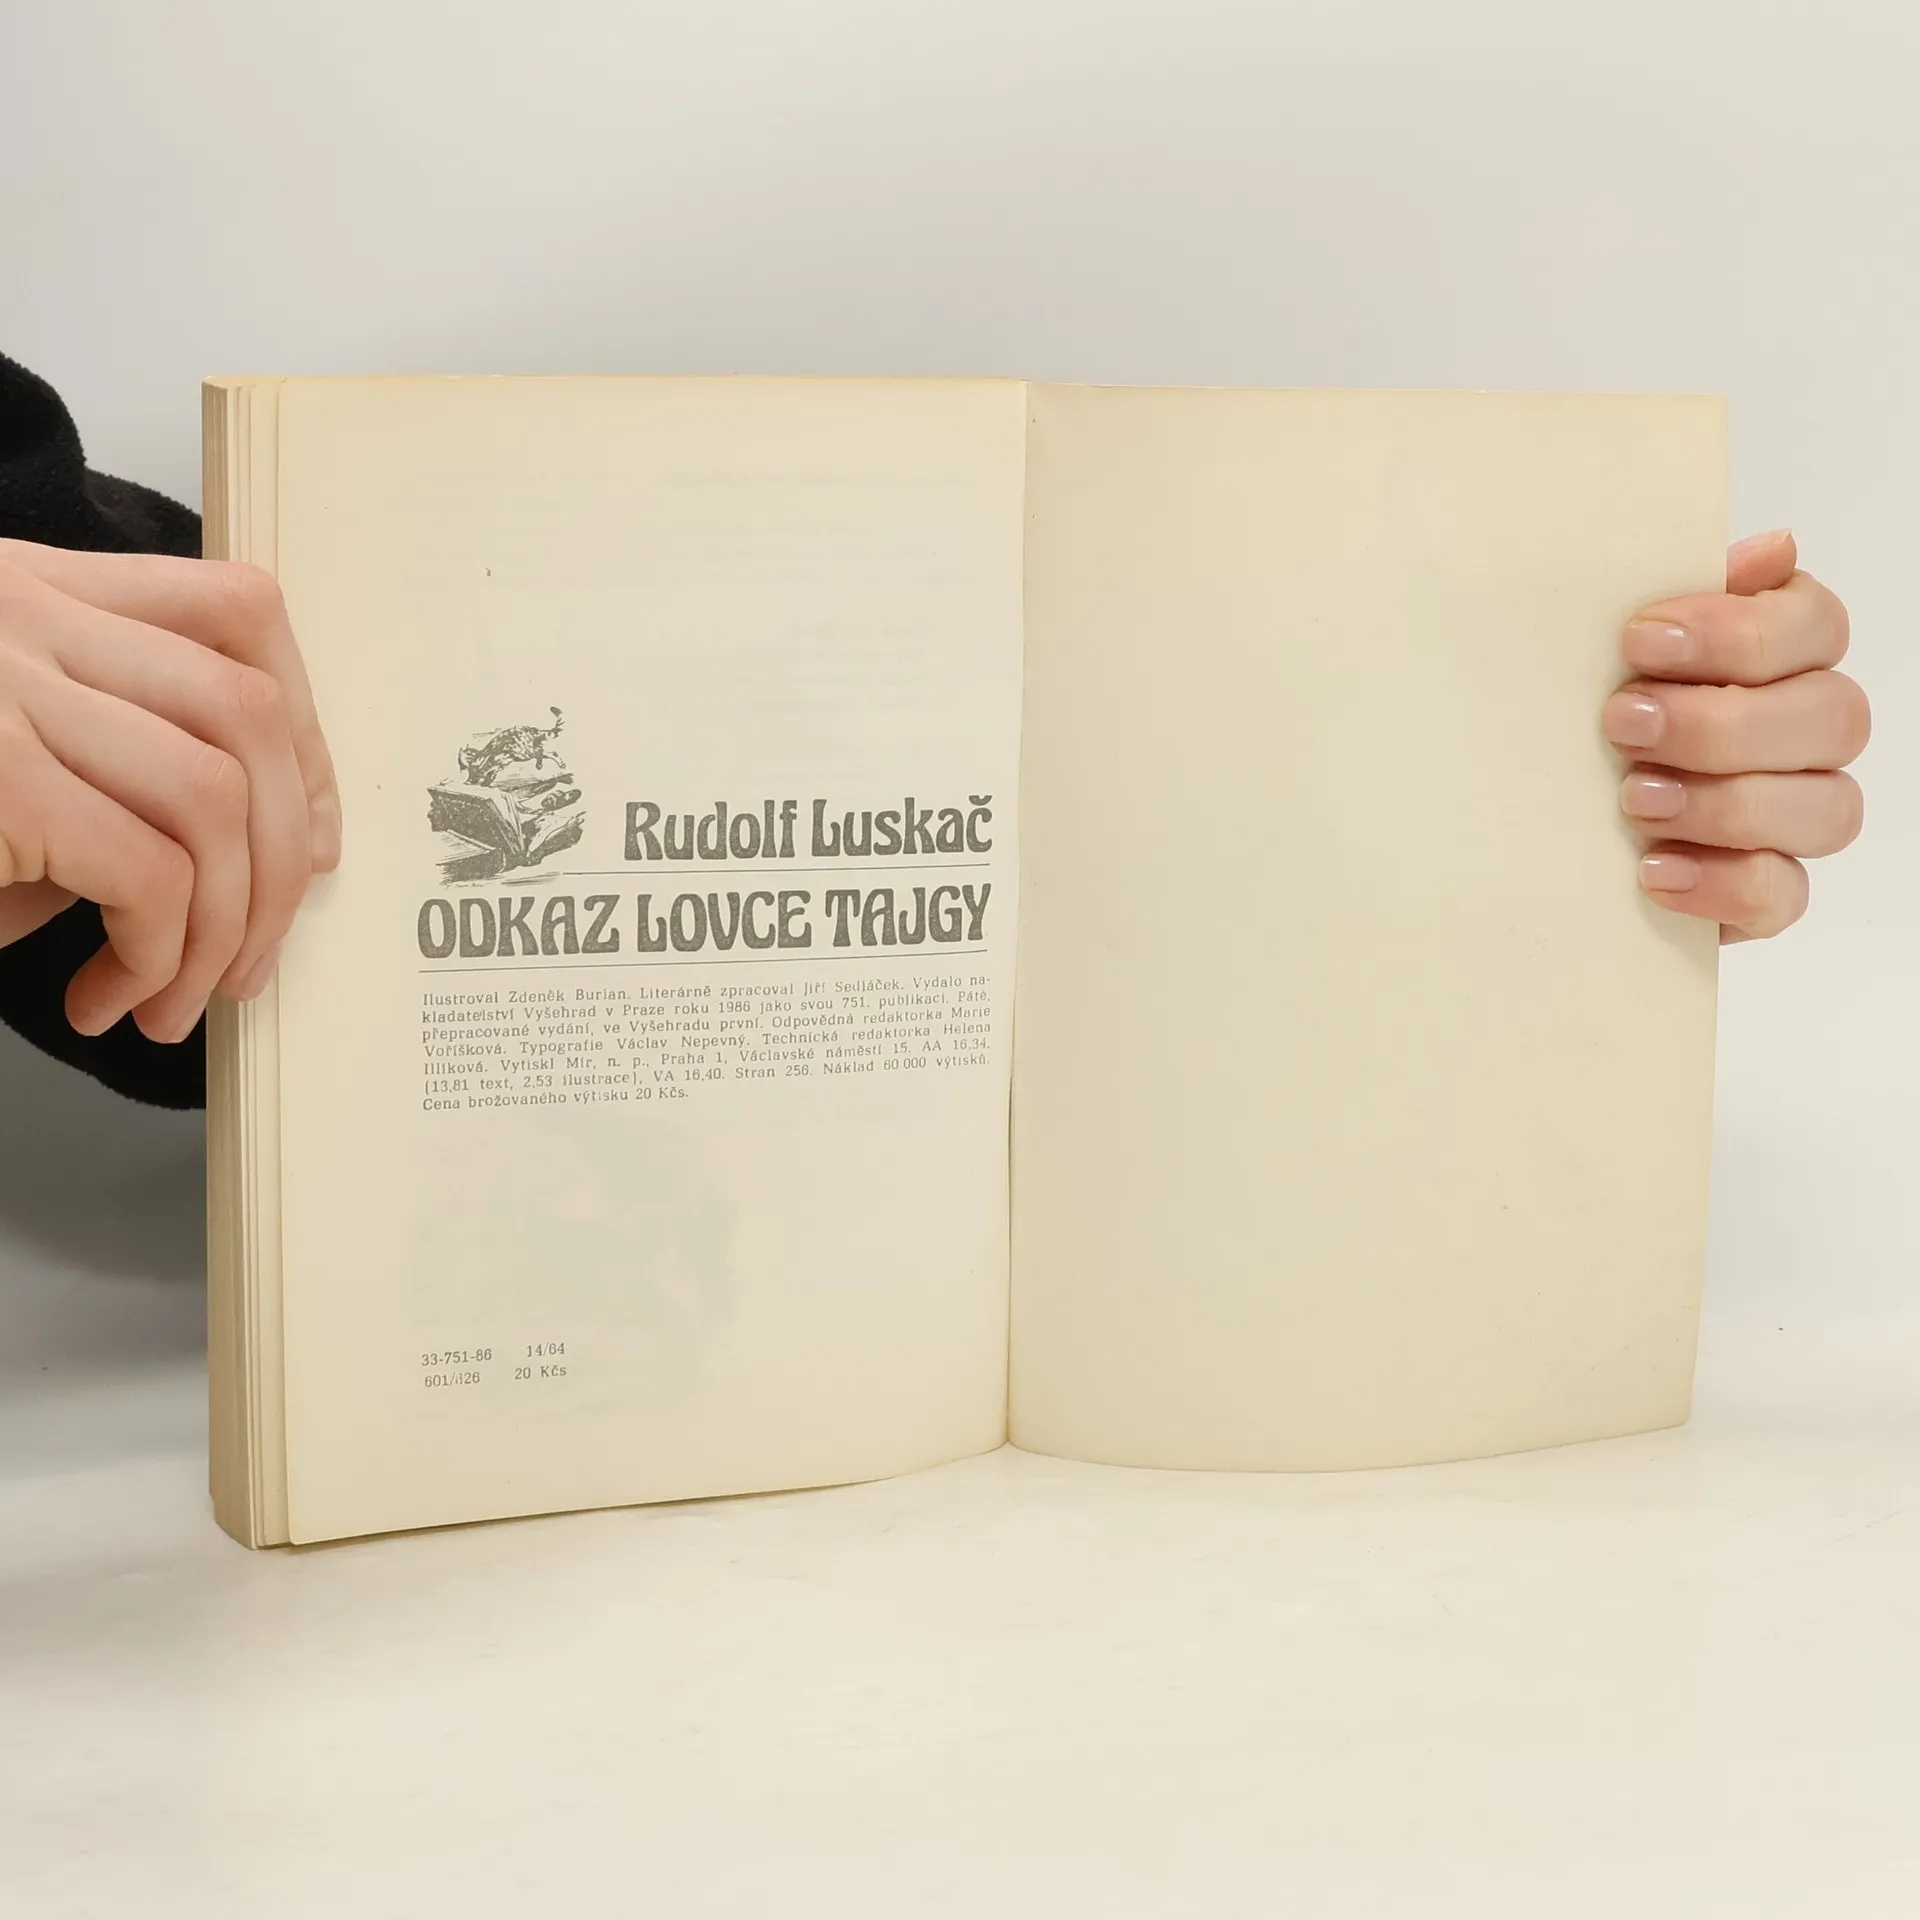 Rudolf Luskač
ODKAZ LOVCE TAJGY
Ilustroval Zdeněk Burian. Literárně zpracoval Jiří Sedláček. Vydalo na-
kladatelství Vyšehrad v Praze roku 1986 jako svou 751. publikaci. Páté,
přepracované vydání, ve Vyšehradu první. Odpovědná redaktorka Marie
Voříšková. Typografie Václav Nepevný. Technická redaktorka Helena
Illíková. Vytiskl Mír, n. p., Praha 1, Václavské náměstí 15. AA 16,34.
(13,81 text, 2,53 ilustrace), VA 16,40. Stran 256. Náklad 60 000 výtisků.
Cena brožovaného výtisku 20 Kčs.
33-751-86 14/64
601/826 20 Kčs